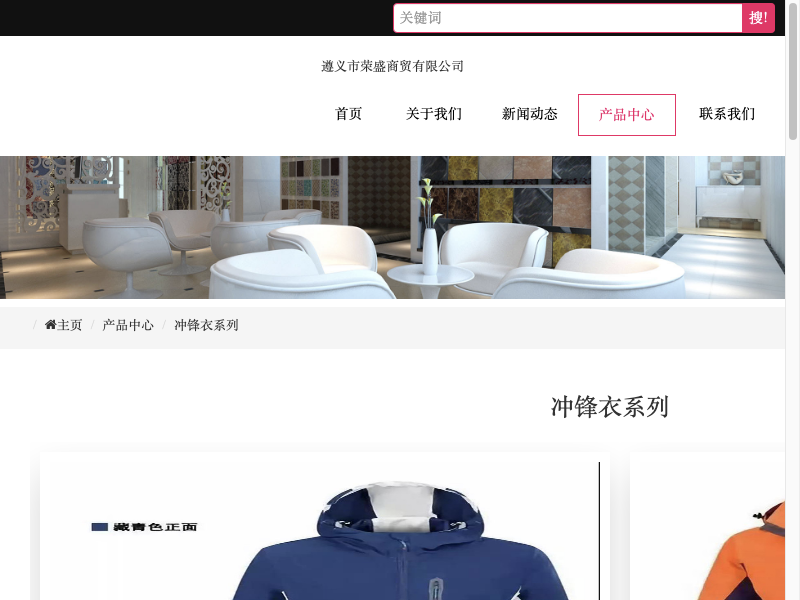 关键词 搜!
遵义市荣盛商贸有限公司
首页 关于我们 新闻动态 产品中心 联系我们
/ 主页 / 产品中心 / 冲锋衣系列
冲锋衣系列
藏青色正面